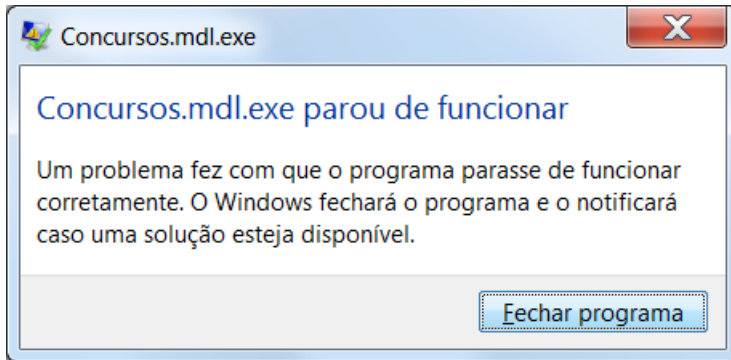 Concursos.mdl.exe
Concursos.mdl.exe parou de funcionar
Um problema fez com que o programa parasse de funcionar
corretamente. O Windows fechará o programa e o notificará
caso uma solução esteja disponível.
Fechar programa